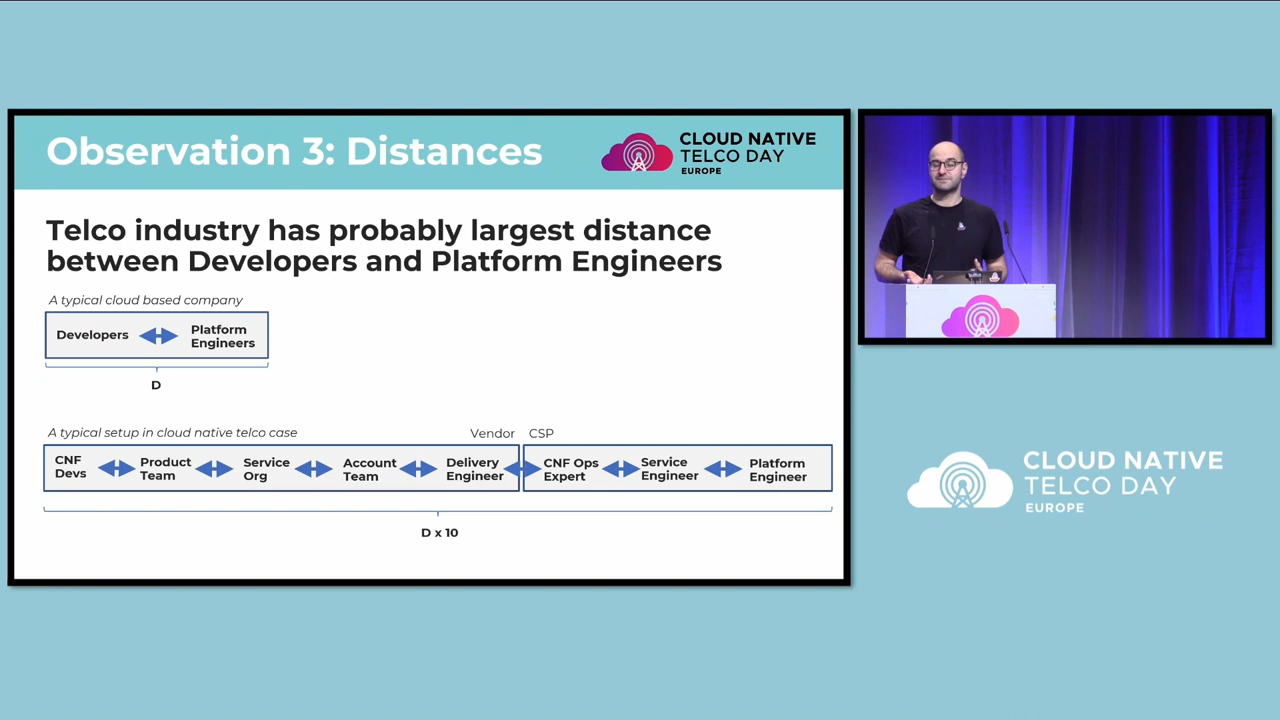 Observation 3: Distances
CLOUD NATIVE
TELCO DAY
EUROPE
Telco industry has probably largest distance
between Developers and Platform Engineers
A typical cloud based company
Developers
Platform
Engineers
D
A typical setup in cloud native telco case
Vendor
CSP
CNF
Devs
Product
Team
Service
Org
Account
Team
Delivery
Engineer
CNF Ops
Expert
Service
Engineer
Platform
Engineer
D x 10
CLOUD NATIVE
TELCO DAY
EUROPE